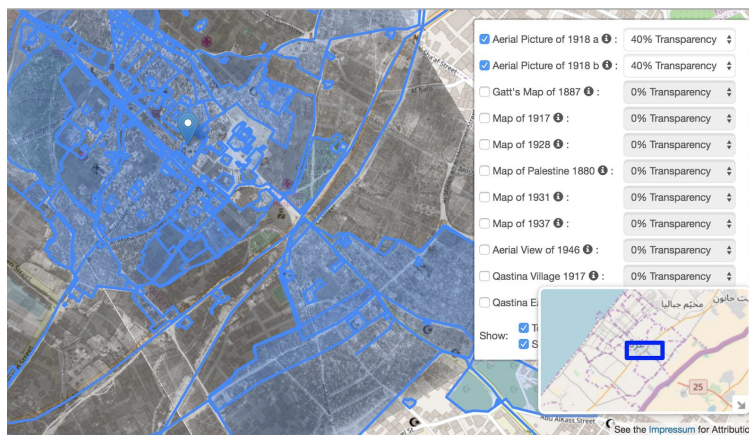 Aerial Picture of 1918 a : 40% Transparency
Aerial Picture of 1918 b : 40% Transparency
Gatt's Map of 1887 : 0% Transparency
Map of 1917 : 0% Transparency
Map of 1928 : 0% Transparency
Map of Palestine 1880 : 0% Transparency
Map of 1931 : 0% Transparency
Map of 1937 : 0% Transparency
Aerial View of 1946 : 0% Transparency
Qastina Village 1917 : 0% Transparency
Qastina
Show:
مخيّم جباليا
حانون
غزة
25
Abu Alkass Street
See the Impressum for Attributio